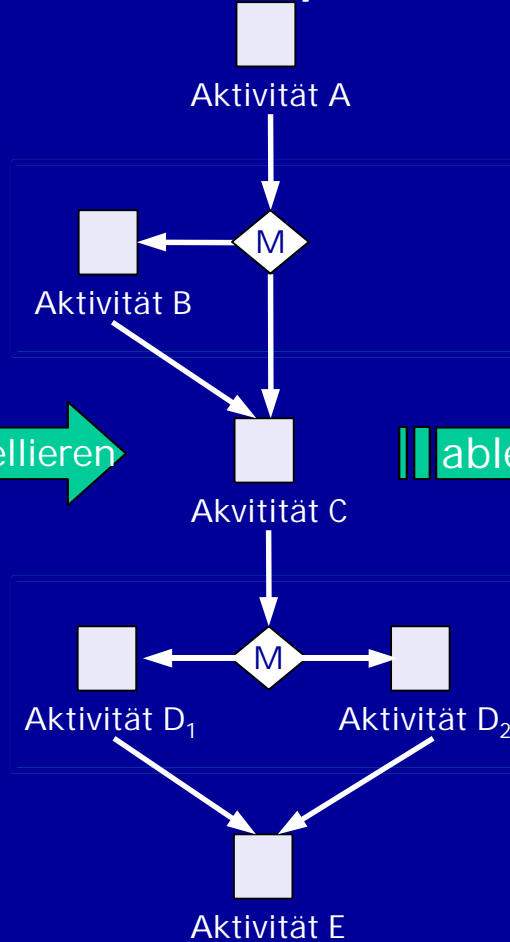 Aktivität A
M
Aktivität B
ellieren
able
Akvitität C
M
Aktivität D₁
Aktivität D₂
Aktivität E